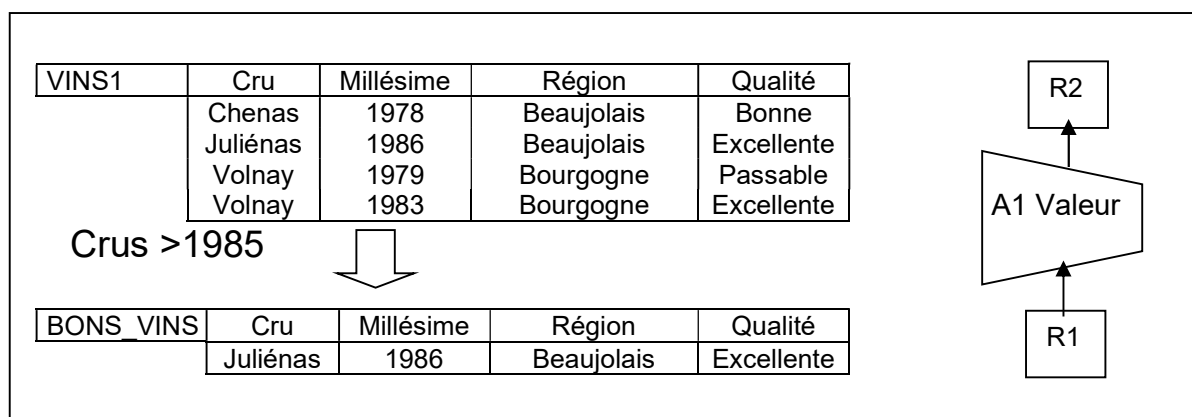 VINS1 Cru Millésime Région Qualité
Chenas 1978 Beaujolais Bonne
Juliénas 1986 Beaujolais Excellente
Volnay 1979 Bourgogne Passable
Volnay 1983 Bourgogne Excellente
Crus >1985
BONS_VINS Cru Millésime Région Qualité
Juliénas 1986 Beaujolais Excellente
R2
A1 Valeur
R1